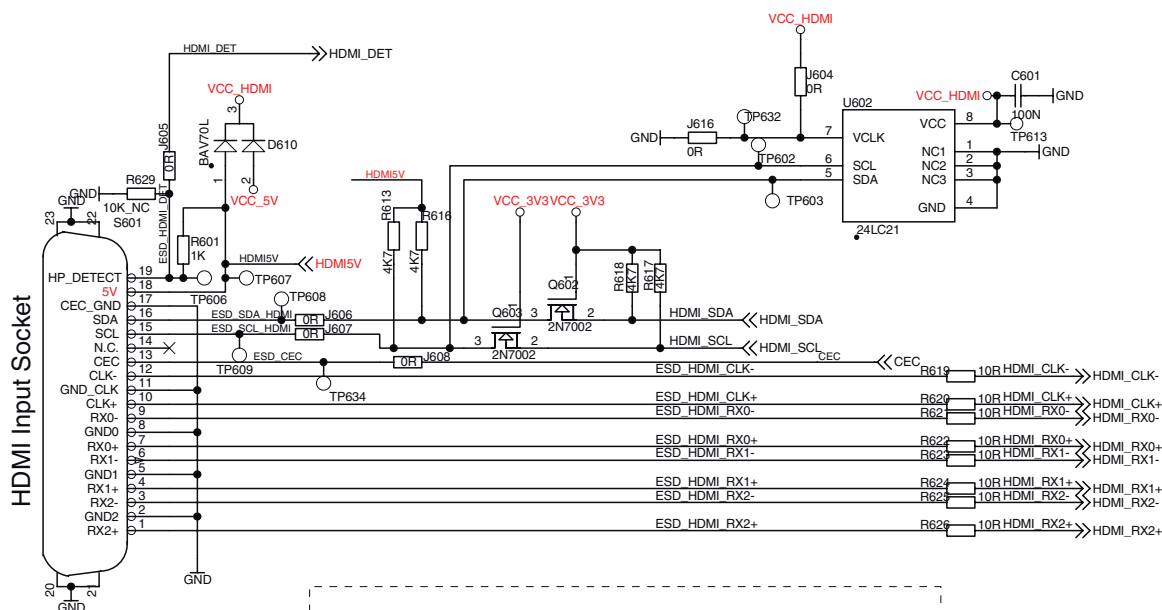 VCC_HDMI
HDMI_DET
HDMI_DET
J604
0R
C601
VCC_HDMI
GND
100N
U602
VCC_HDMI
3
BAV70L
D610
1
2
VCC_5V
J605
0R
TP632
J616
GND
0R
7
VCLK
VCC
8
TP613
TP602
6
SCL
NC1
1
GND
NC2
2
5
SDA
NC3
3
TP603
GND
4
24LC21
HDMI5V
R613
4K7
R616
4K7
VCC_3V3
VCC_3V3
GND
R629
10K_NC
GND
S601
23
22
ESD_HDMI_DET
R601
1K
HDMI5V
HDMI5V
TP607
TP606
TP608
Q602
3
2
2N7002
Q603
3
2
2N7002
R618
4K7
R617
4K7
HDMI Input Socket
HP_DETECT
19
5V
18
CEC_GND
17
SDA
16
ESD_SDA_HDMI
0R
J606
HDMI_SDA
HDMI_SDA
SCL
15
ESD_SCL_HDMI
0R
J607
HDMI_SCL
HDMI_SCL
N.C.
14
CEC
13
ESD_CEC
0R
J608
CEC
CEC
TP609
TP634
CLK-
12
ESD_HDMI_CLK-
R619
10R
HDMI_CLK-
HDMI_CLK-
GND_CLK
11
CLK+
10
ESD_HDMI_CLK+
R620
10R
HDMI_CLK+
HDMI_CLK+
RX0-
9
ESD_HDMI_RX0-
R621
10R
HDMI_RX0-
HDMI_RX0-
GND0
8
RX0+
7
ESD_HDMI_RX0+
R622
10R
HDMI_RX0+
HDMI_RX0+
RX1-
6
ESD_HDMI_RX1-
R623
10R
HDMI_RX1-
HDMI_RX1-
GND1
5
RX1+
4
ESD_HDMI_RX1+
R624
10R
HDMI_RX1+
HDMI_RX1+
RX2-
3
ESD_HDMI_RX2-
R625
10R
HDMI_RX2-
HDMI_RX2-
GND2
2
RX2+
1
ESD_HDMI_RX2+
R626
10R
HDMI_RX2+
HDMI_RX2+
20
21
GND
GND